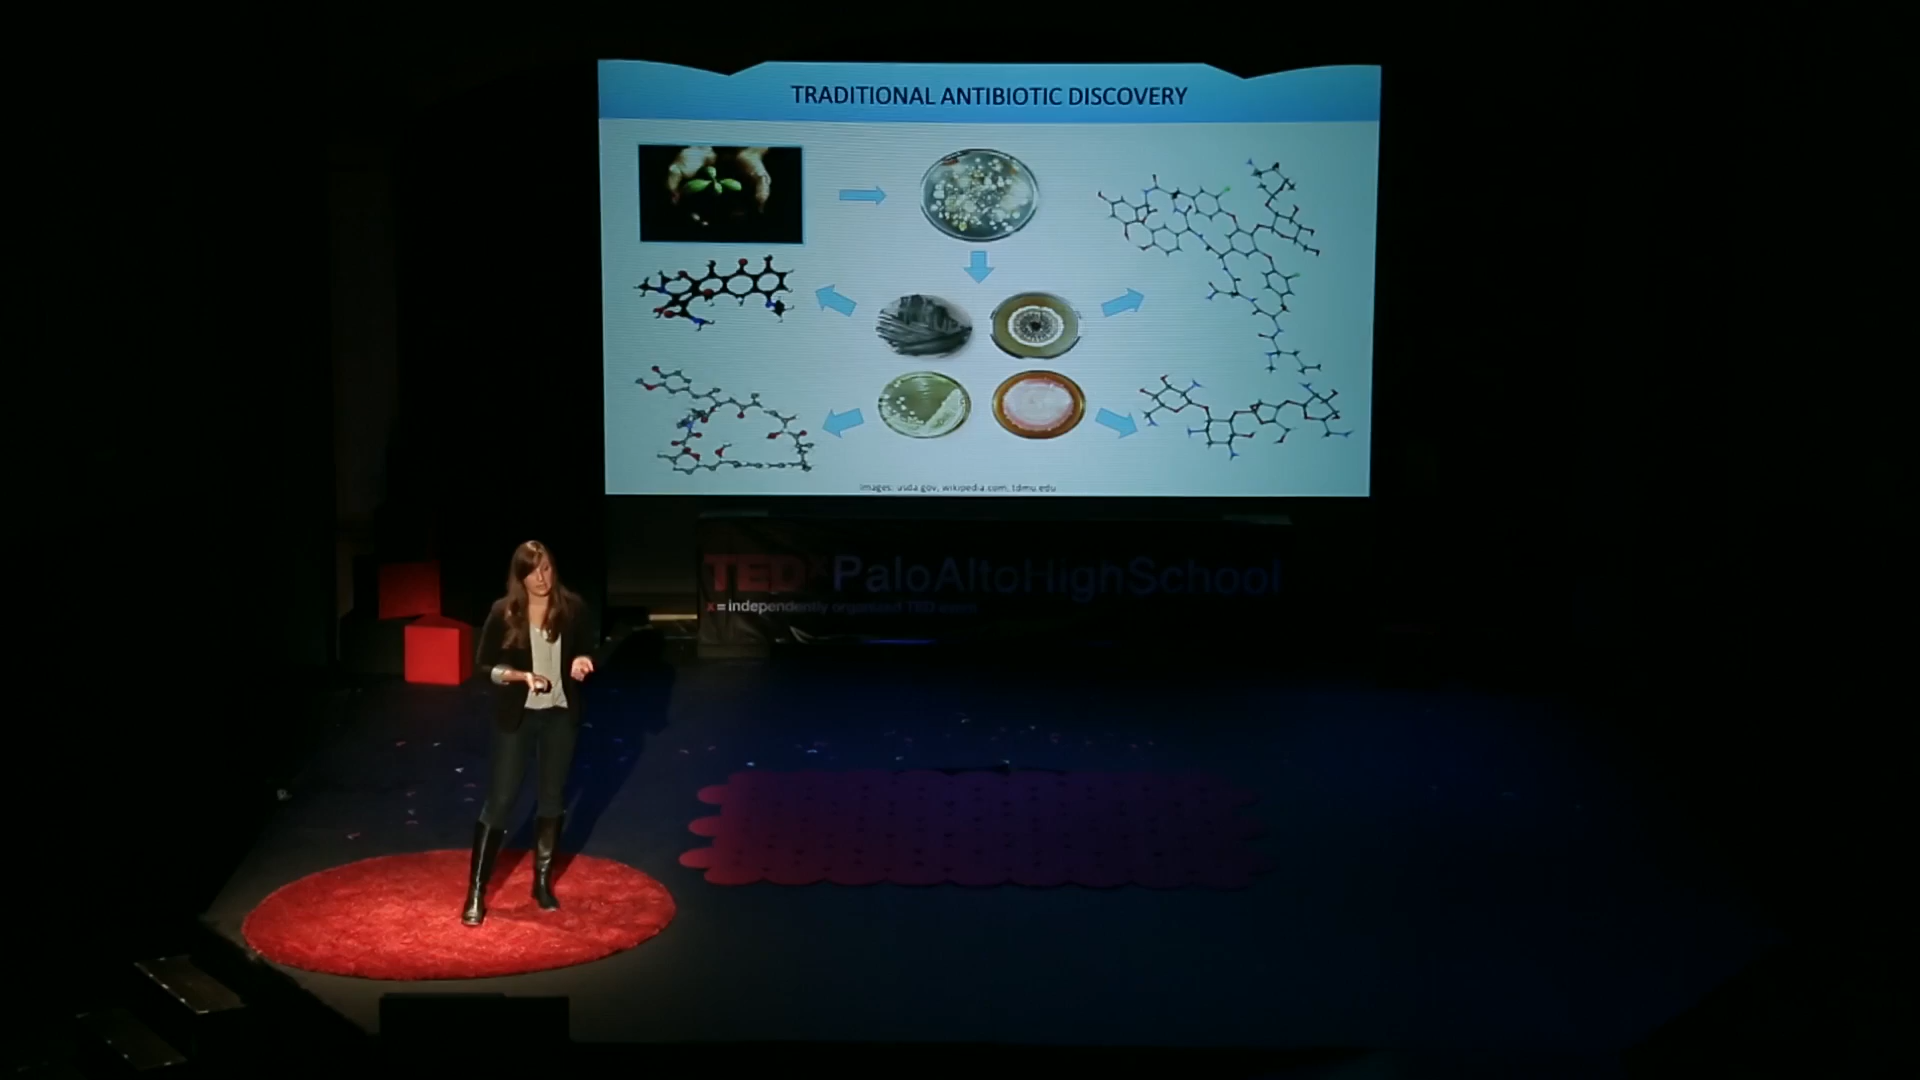 TRADITIONAL ANTIBIOTIC DISCOVERY
Images: usda.gov, wikipedia.com, tdmu.edu
TEDxPaloAltoHighSchool
x = independently organized TED event